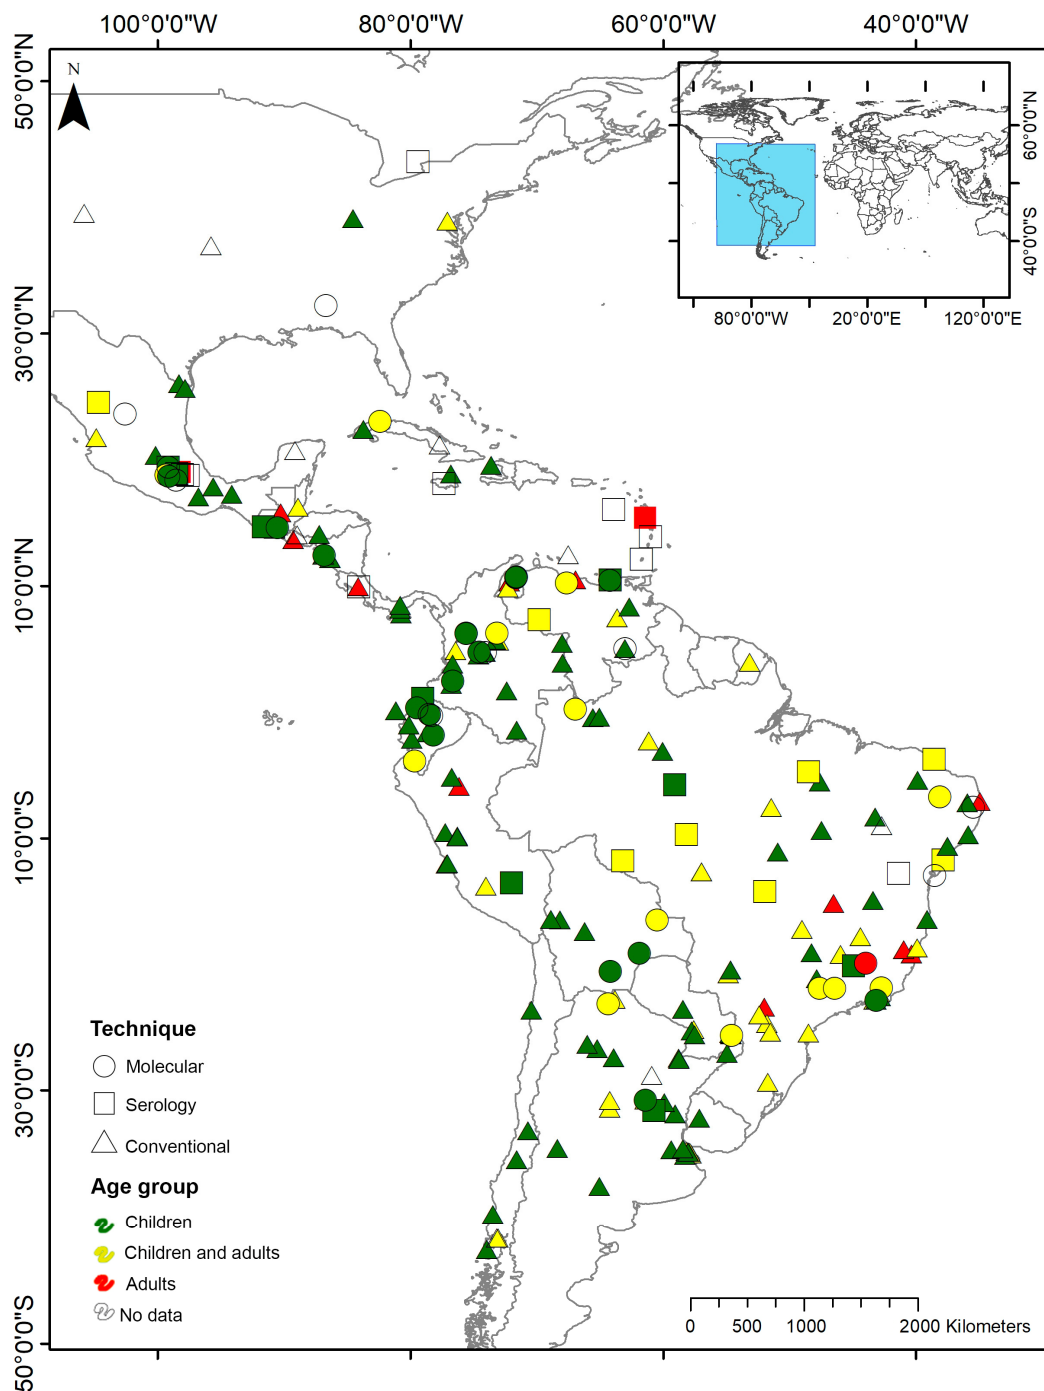 100°0'0"W 80°0'0"W 60°0'0"W 40°0'0"W
50°0'0"N
30°0'0"N
10°0'0"N
10°0'0"S
30°0'0"S
50°0'0"S
N
60°0'0"N
40°0'0"S
80°0'0"W 20°0'0"E 120°0'0"E
Technique
Molecular
Serology
Conventional
Age group
Children
Children and adults
Adults
No data
0 500 1000 2000 Kilometers